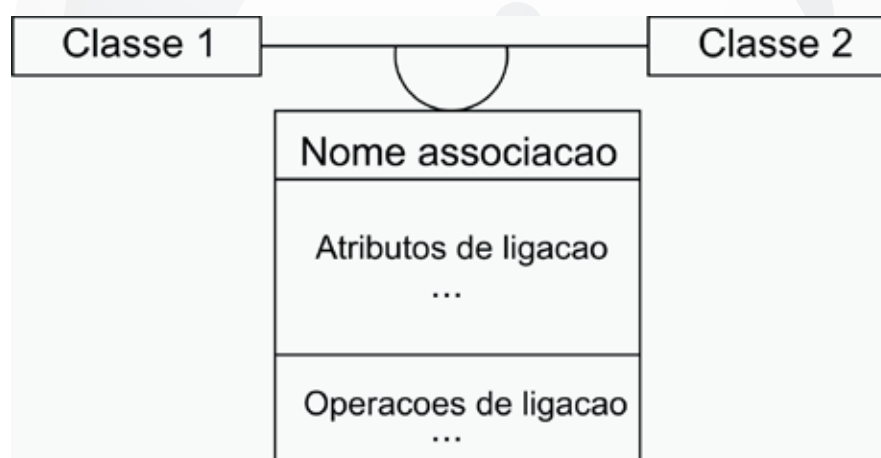 Classe 1
Classe 2
Nome associacao
Atributos de ligacao
...
Operacoes de ligacao
...